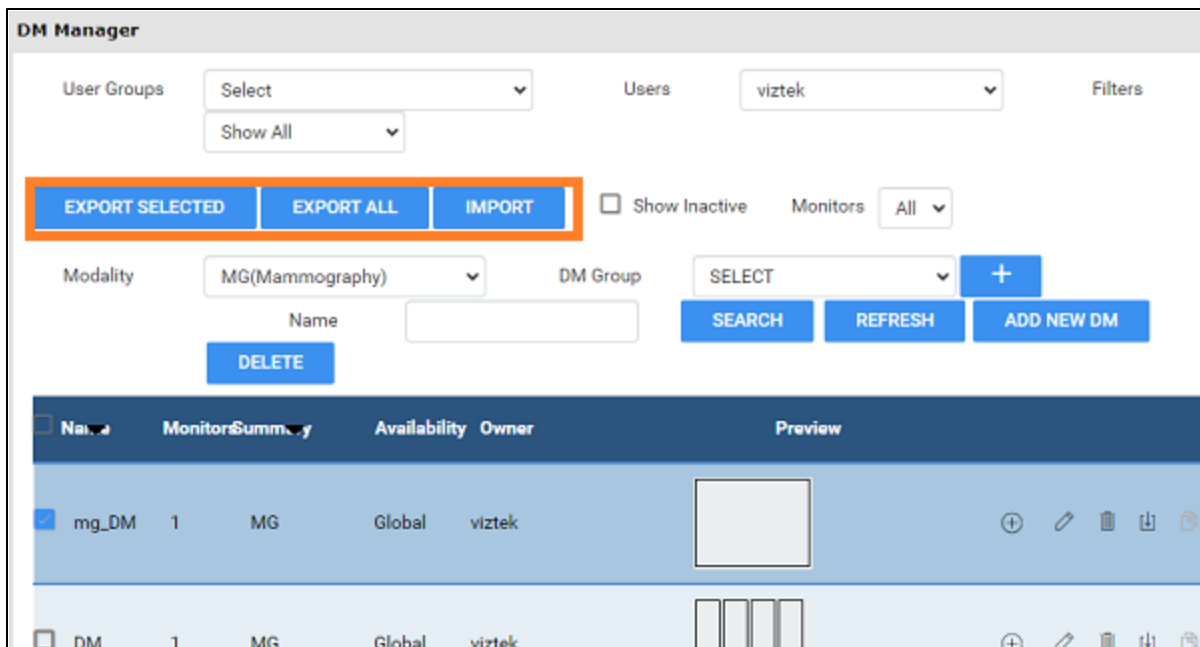 DM Manager
User Groups Select Users viztek Filters
Show All
EXPORT SELECTED EXPORT ALL IMPORT Show Inactive Monitors All
Modality MG(Mammography) DM Group SELECT +
Name SEARCH REFRESH ADD NEW DM
DELETE
Monitors Availability Owner Preview
mg_DM 1 MG Global viztek
DM 1 MG Global viztek